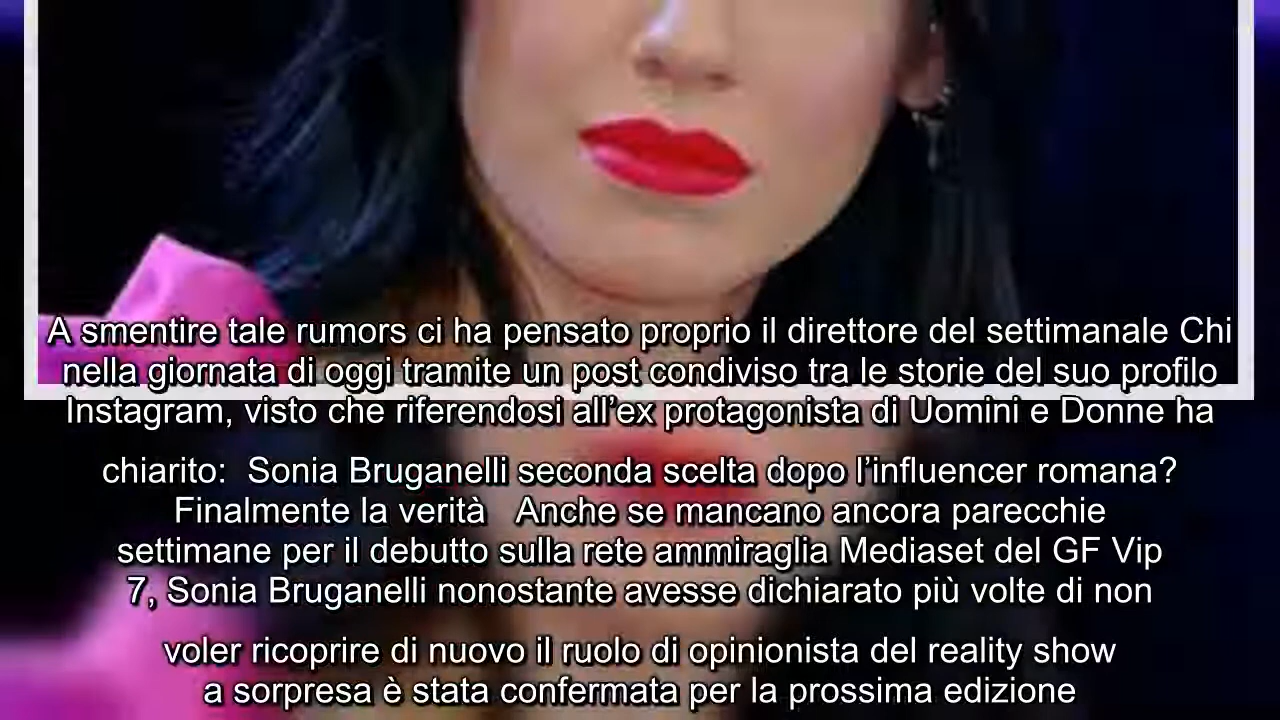 A smentire tale rumors ci ha pensato proprio il direttore del settimanale Chi
nella giornata di oggi tramite un post condiviso tra le storie del suo profilo
Instagram, visto che riferendosi all’ex protagonista di Uomini e Donne ha
chiarito:  Sonia Bruganelli seconda scelta dopo l’influencer romana?
Finalmente la verità   Anche se mancano ancora parecchie
settimane per il debutto sulla rete ammiraglia Mediaset del GF Vip
7, Sonia Bruganelli nonostante avesse dichiarato più volte di non
voler ricoprire di nuovo il ruolo di opinionista del reality show
a sorpresa è stata confermata per la prossima edizione